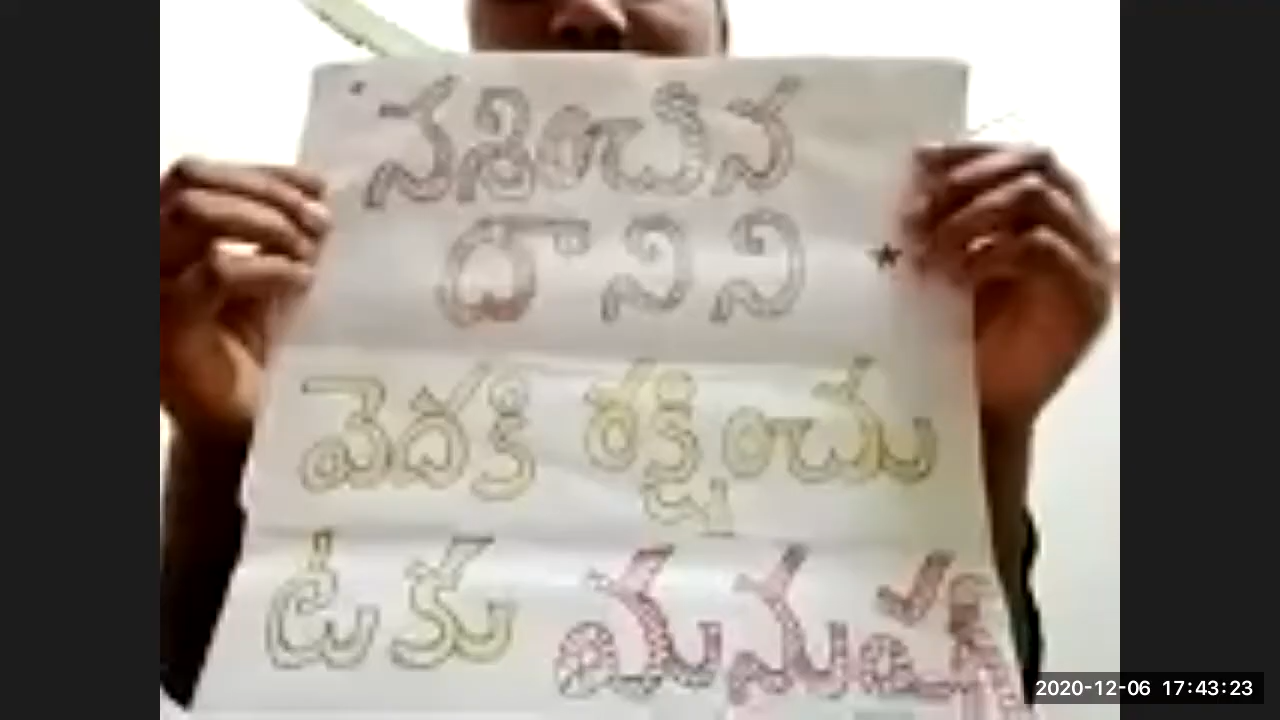 నశించిన
దానిని
వెదకి రక్షించు
టకు మనుష్య
2020-12-06 17:43:23